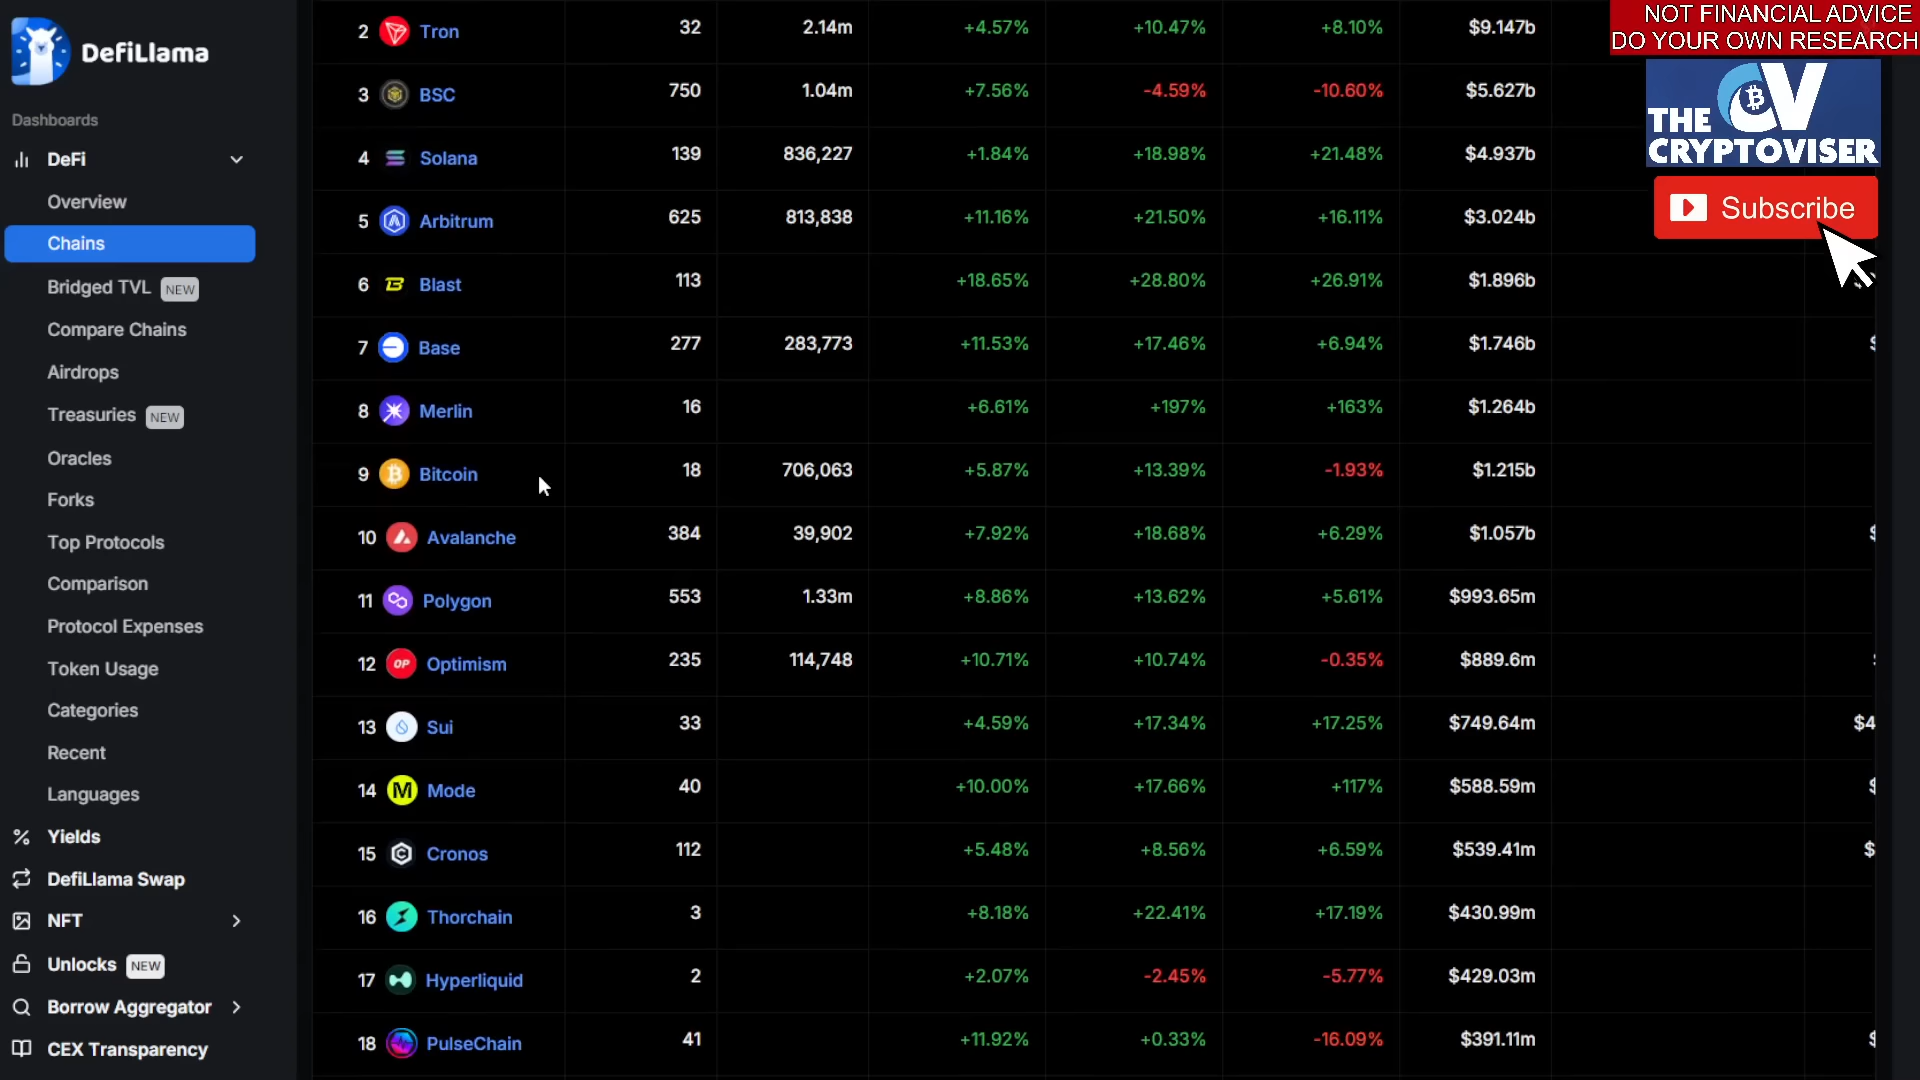 DefiLlama
Dashboards
DeFi
Overview
Chains
Bridged TVL NEW
Compare Chains
Airdrops
Treasuries NEW
Oracles
Forks
Top Protocols
Comparison
Protocol Expenses
Token Usage
Categories
Recent
Languages
Yields
DefiLlama Swap
NFT
Unlocks NEW
Borrow Aggregator
CEX Transparency
2 Tron 32 2.14m +4.57% +10.47% +8.10% $9.147b
3 BSC 750 1.04m +7.56% -4.59% -10.60% $5.627b
4 Solana 139 836,227 +1.84% +18.98% +21.48% $4.937b
5 Arbitrum 625 813,838 +11.16% +21.50% +16.11% $3.024b
6 Blast 113 +18.65% +28.80% +26.91% $1.896b
7 Base 277 283,773 +11.53% +17.46% +6.94% $1.746b $
8 Merlin 16 +6.61% +197% +163% $1.264b
9 Bitcoin 18 706,063 +5.87% +13.39% -1.93% $1.215b
10 Avalanche 384 39,902 +7.92% +18.68% +6.29% $1.057b $
11 Polygon 553 1.33m +8.86% +13.62% +5.61% $993.65m
12 OP Optimism 235 114,748 +10.71% +10.74% -0.35% $889.6m
13 Sui 33 +4.59% +17.34% +17.25% $749.64m $4
14 M Mode 40 +10.00% +17.66% +117% $588.59m $
15 Cronos 112 +5.48% +8.56% +6.59% $539.41m $
16 Thorchain 3 +8.18% +22.41% +17.19% $430.99m
17 Hyperliquid 2 +2.07% -2.45% -5.77% $429.03m
18 PulseChain 41 +11.92% +0.33% -16.09% $391.11m $
NOT FINANCIAL ADVICE
DO YOUR OWN RESEARCH
THE CV
CRYPTOVISER
Subscribe